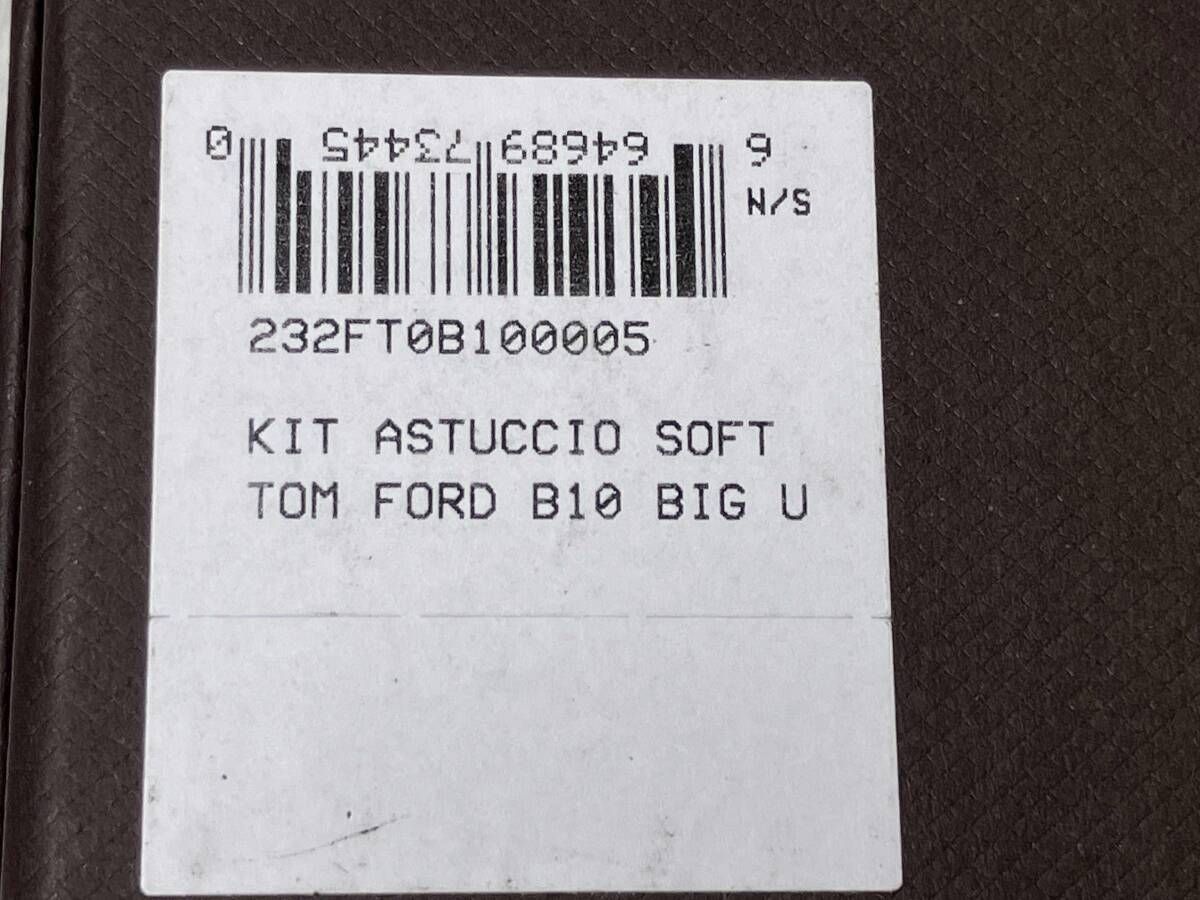 6 64689 73445 0
N/S
232FT0B100005
KIT ASTUCCIO SOFT
TOM FORD B10 BIG U